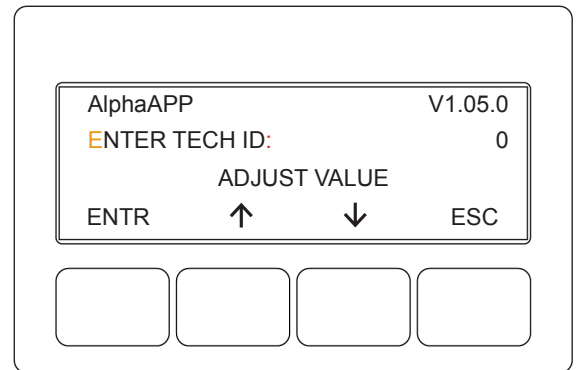 AlphaAPP V1.05.0
ENTER TECH ID: 0
ADJUST VALUE
ENTR ↑ ↓ ESC